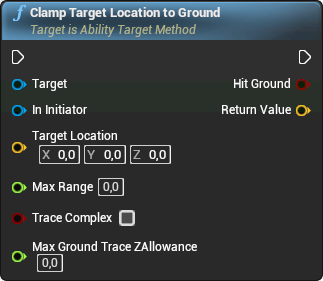 f Clamp Target Location to Ground
Target is Ability Target Method
Target
Hit Ground
In Initiator
Return Value
Target Location
X 0,0 Y 0,0 Z 0,0
Max Range 0,0
Trace Complex
Max Ground Trace ZAllowance
0,0